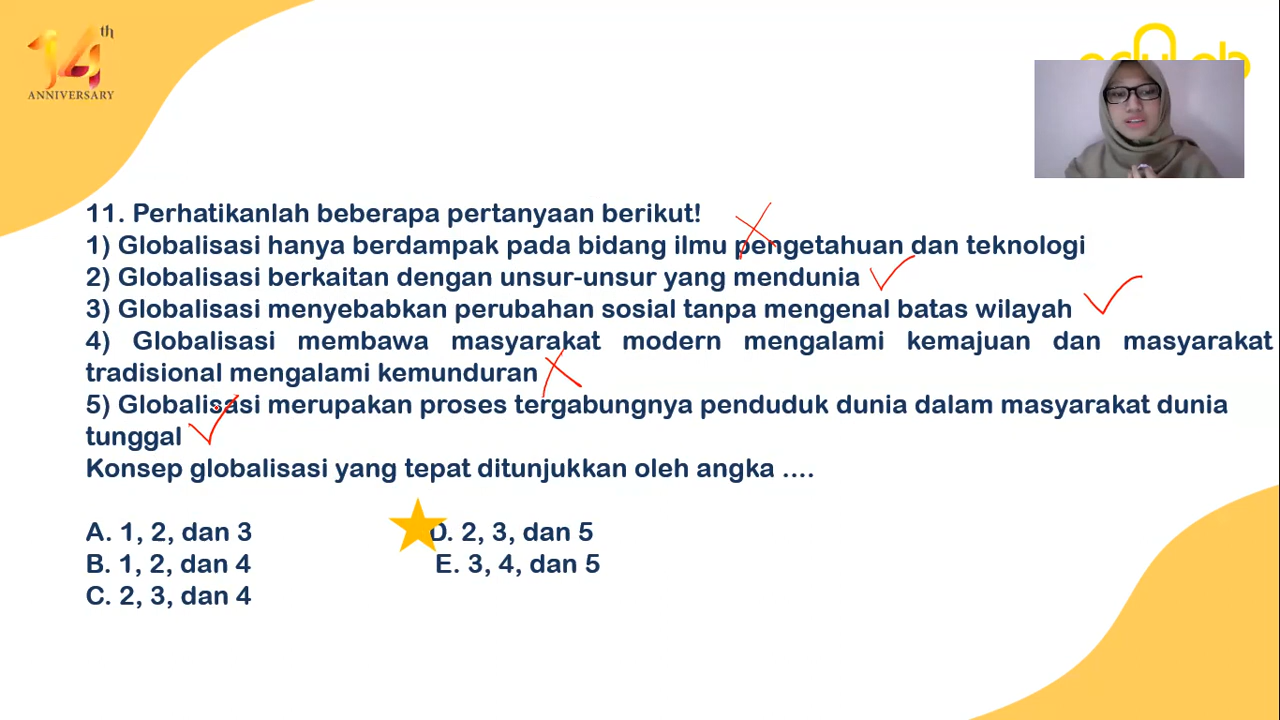 14th
ANNIVERSARY
11. Perhatikanlah beberapa pertanyaan berikut!
1) Globalisasi hanya berdampak pada bidang ilmu pengetahuan dan teknologi
2) Globalisasi berkaitan dengan unsur-unsur yang mendunia
3) Globalisasi menyebabkan perubahan sosial tanpa mengenal batas wilayah
4) Globalisasi membawa masyarakat modern mengalami kemajuan dan masyarakat
tradisional mengalami kemunduran
5) Globalisasi merupakan proses tergabungnya penduduk dunia dalam masyarakat dunia
tunggal
Konsep globalisasi yang tepat ditunjukkan oleh angka ....
A. 1, 2, dan 3
D. 2, 3, dan 5
B. 1, 2, dan 4
E. 3, 4, dan 5
C. 2, 3, dan 4